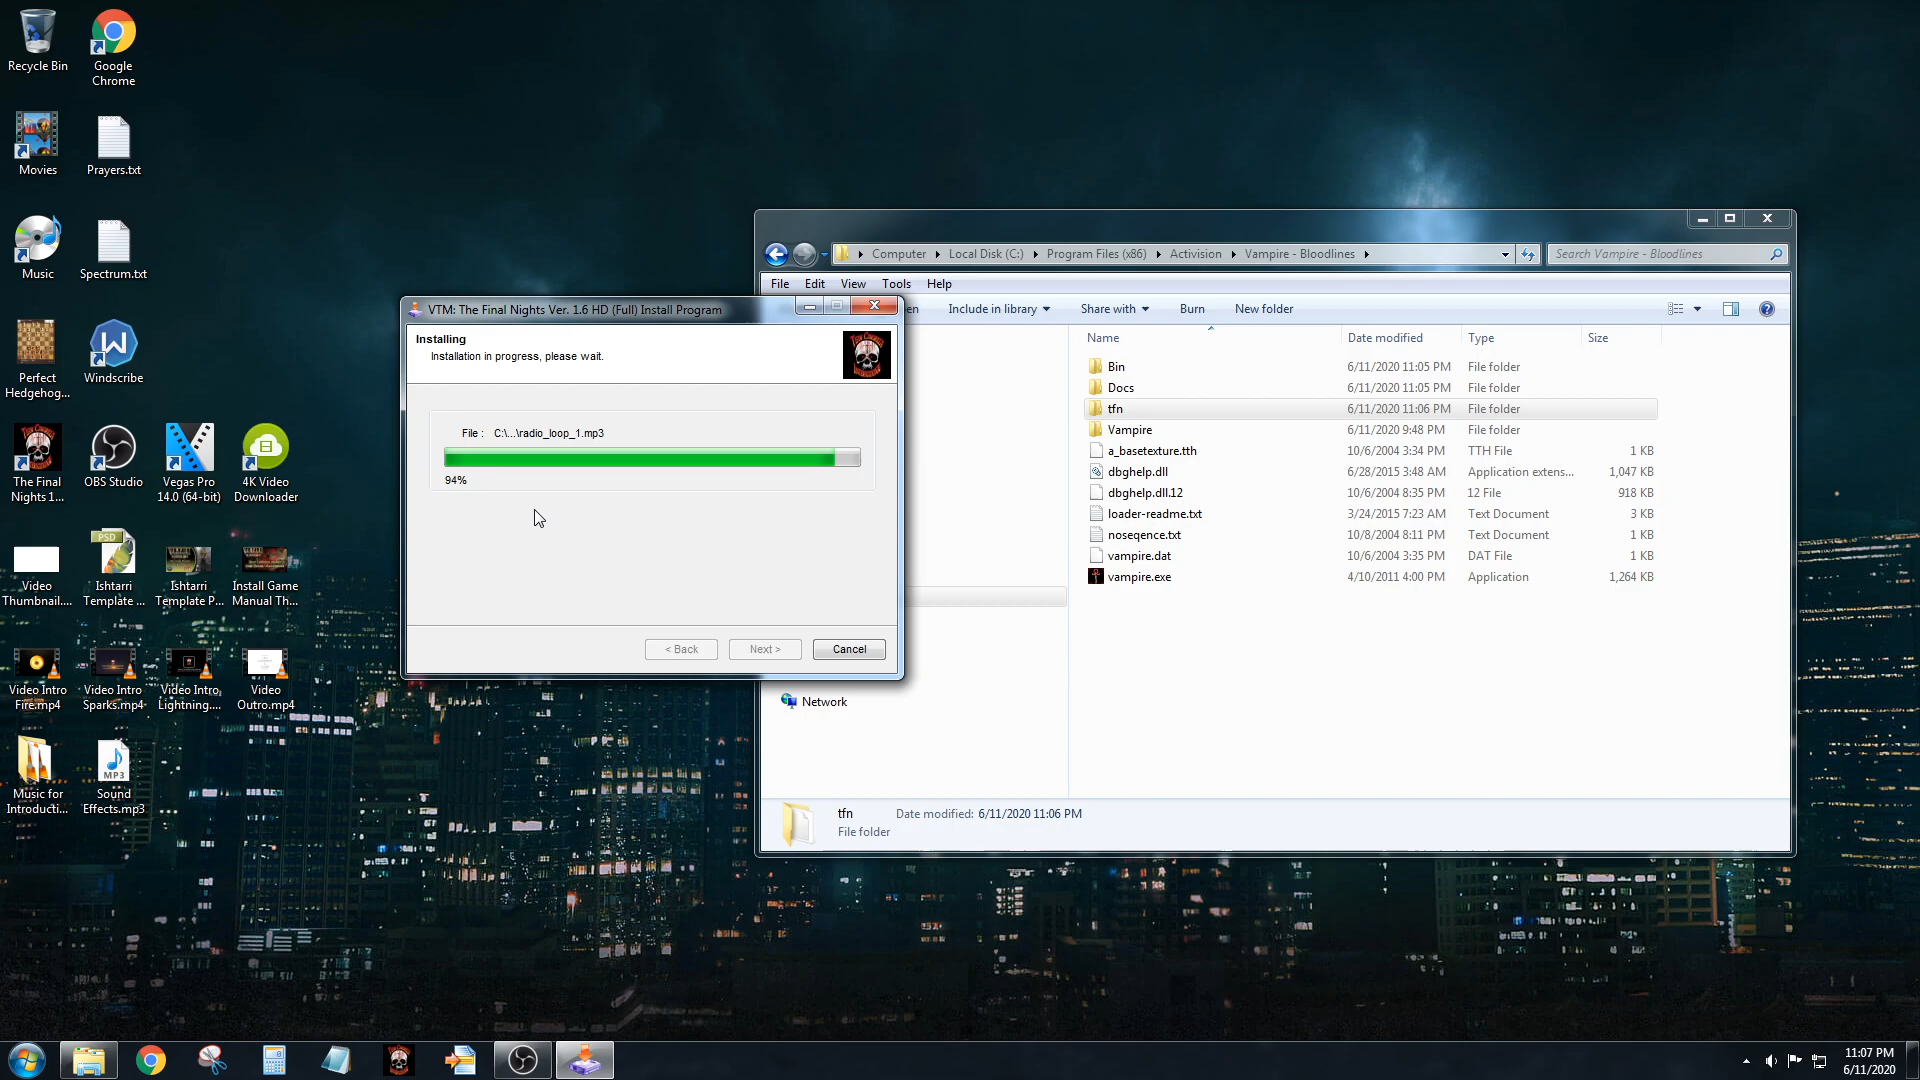 Recycle Bin
Google
Chrome
Movies
Prayers.txt
Music
Spectrum.txt
Perfect
Hedgehog...
Windscribe
The Final
Nights 1...
OBS Studio
Vegas Pro
14.0 (64-bit)
4K Video
Downloader
Video
Thumbnail....
PSD
Ishtarri
Template ...
Ishtarri
Template P...
Install Game
Manual Th...
Video Intro
Fire.mp4
Video Intro
Sparks.mp4
Video Intro
Lightning....
Video
Outro.mp4
Music for
Introducti...
MP3
Sound
Effects.mp3
VTM: The Final Nights Ver. 1.6 HD (Full) Install Program
Installing
Installation in progress, please wait.
File : C:\...\radio_loop_1.mp3
94%
< Back
Next >
Cancel
Computer
Local Disk (C:)
Program Files (x86)
Activision
Vampire - Bloodlines
Search Vampire - Bloodlines
File Edit View Tools Help
en Include in library Share with Burn New folder
Name Date modified Type Size
Bin 6/11/2020 11:05 PM File folder
Docs 6/11/2020 11:05 PM File folder
tfn 6/11/2020 11:06 PM File folder
Vampire 6/11/2020 9:48 PM File folder
a_basetexture.tth 10/6/2004 3:34 PM TTH File 1 KB
dbghelp.dll 6/28/2015 3:48 AM Application extens... 1,047 KB
dbghelp.dll.12 10/6/2004 8:35 PM 12 File 918 KB
loader-readme.txt 3/24/2015 7:23 AM Text Document 3 KB
noseqence.txt 10/8/2004 8:11 PM Text Document 1 KB
vampire.dat 10/6/2004 3:35 PM DAT File 1 KB
vampire.exe 4/10/2011 4:00 PM Application 1,264 KB
Network
tfn Date modified: 6/11/2020 11:06 PM
File folder
11:07 PM
6/11/2020